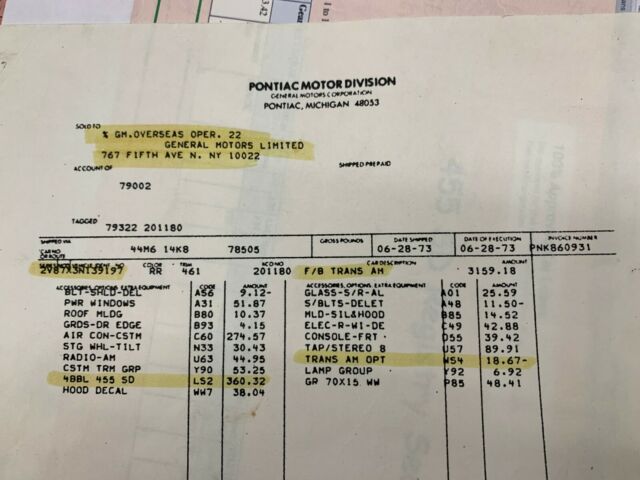 PONTIAC MOTOR DIVISION
GENERAL MOTORS CORPORATION
PONTIAC, MICHIGAN 48053
SOLD TO
% GM.OVERSEAS OPER. 22
GENERAL MOTORS LIMITED
767 FIFTH AVE N. NY 10022
SHIPPED PREPAID
ACCOUNT OF
79002
TAGGED
79322 201180
SHIPPED VIA GROSS POUNDS DATE SHIPPED DATE OF EXECUTION INVOICE NUMBER
CAR NO OR ROUTE 44M6 14K8 78505 06-28-73 06-28-73 PNK860931
COLOR TRIM KCD NO CAR DESCRIPTION AMOUNT
2V87X3N139197 RR 461 201180 F/B TRANS AM 3159.18
ACCESSORIES, OPTIONS, EXTRA EQUIPMENT CODE AMOUNT ACCESSORIES, OPTIONS, EXTRA EQUIPMENT CODE AMOUNT
BLT-SHLD-DEL A56 9.12- GLASS-S/R-AL A01 25.59
PWR WINDOWS A31 51.87 S/BLTS-DELET A48 11.50-
ROOF MLDG B80 10.37 MLD-SIL&HOOD B85 14.52
GRDS-DR EDGE B93 4.15 ELEC-R-WI-DE C49 42.88
AIR CON-CSTM C60 274.57 CONSOLE-FRT D55 39.42
STG WHL-TILT N33 30.43 TAP/STEREO 8 U57 89.91
RADIO-AM U63 44.95 TRANS AM OPT WS4 18.67-
CSTM TRM GRP Y90 53.25 LAMP GROUP Y92 6.92
4BBL 455 SD LS2 360.32 GR 70X15 WW P85 48.41
HOOD DECAL WW7 38.04